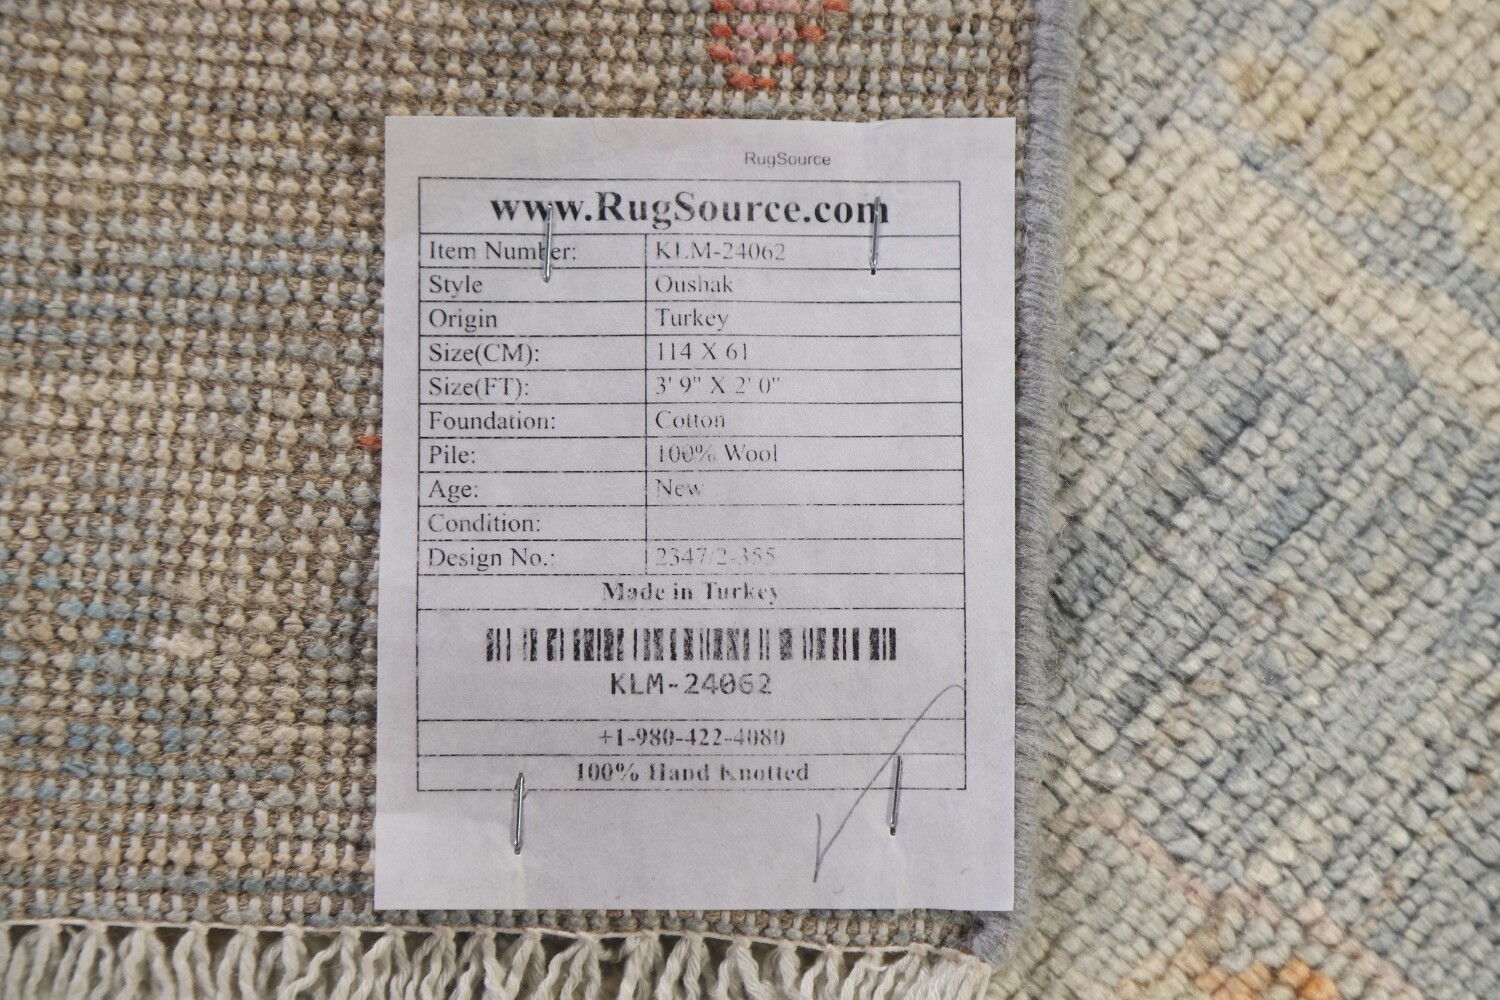 RugSource
www.RugSource.com
Item Number: KLM-24062
Style Oushak
Origin Turkey
Size(CM): 114 X 61
Size(FT): 3' 9" X 2' 0"
Foundation: Cotton
Pile: 100% Wool
Age: New
Condition:
Design No.: 2347/2-355
Made in Turkey
KLM-24062
+1-980-422-4080
100% Hand Knotted